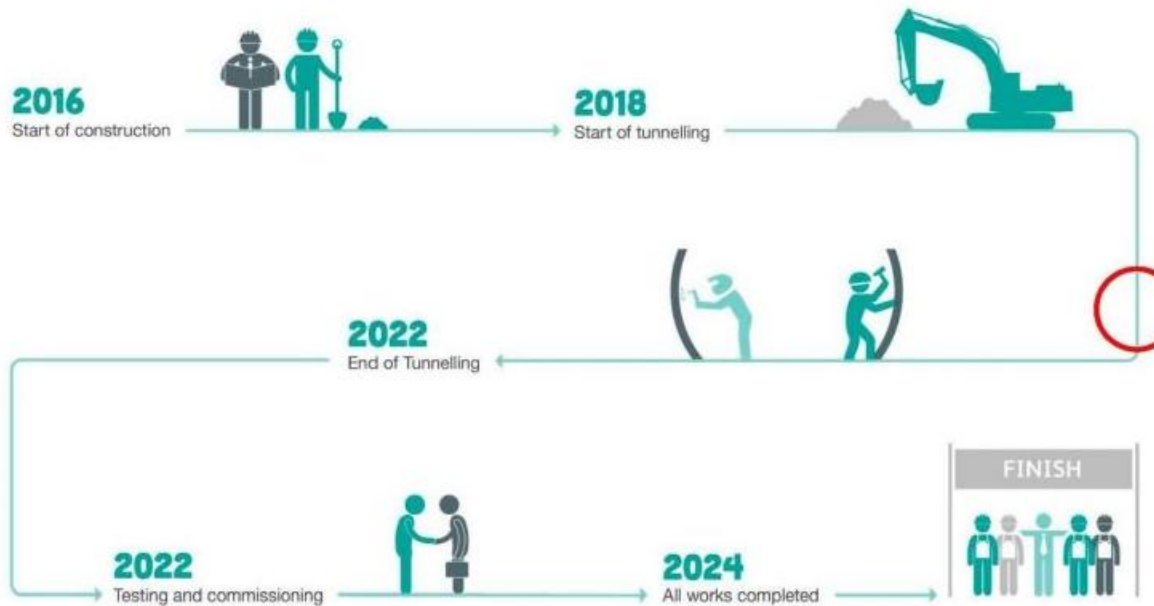 2016
Start of construction
2018
Start of tunnelling
2022
End of Tunnelling
FINISH
2022
Testing and commissioning
2024
All works completed